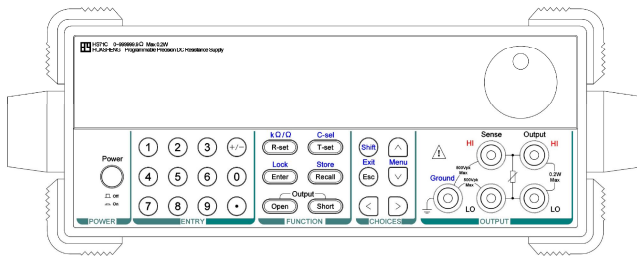 HS71C 0-999999.9Ω Max:0.2W
HUASHENG Programmable Precision DC Resistance Supply
Power
Off
On
POWER
1 2 3 +/-
4 5 6 0
7 8 9 •
ENTRY
kΩ/Ω C-sel
R-set T-set
Lock Store
Enter Recall
Output
Open Short
FUNCTION
Shift ∧
Exit Menu
Esc ∨
< >
CHOICES
Sense Output
HI HI
500Vpk Max
500Vpk Max
0.2W Max
Ground
LO LO
OUTPUT